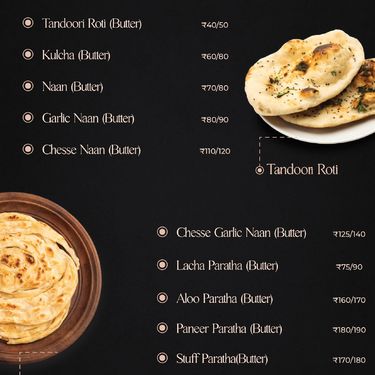 Tandoori Roti (Butter) ₹40/50
Kulcha (Butter) ₹60/80
Naan (Butter) ₹70/80
Garlic Naan (Butter) ₹80/90
Chesse Naan (Butter) ₹110/120
Tandoori Roti
Chesse Garlic Naan (Butter) ₹125/140
Lacha Paratha (Butter) ₹75/90
Aloo Paratha (Butter) ₹160/170
Paneer Paratha (Butter) ₹180/190
Stuff Paratha(Butter) ₹170/180